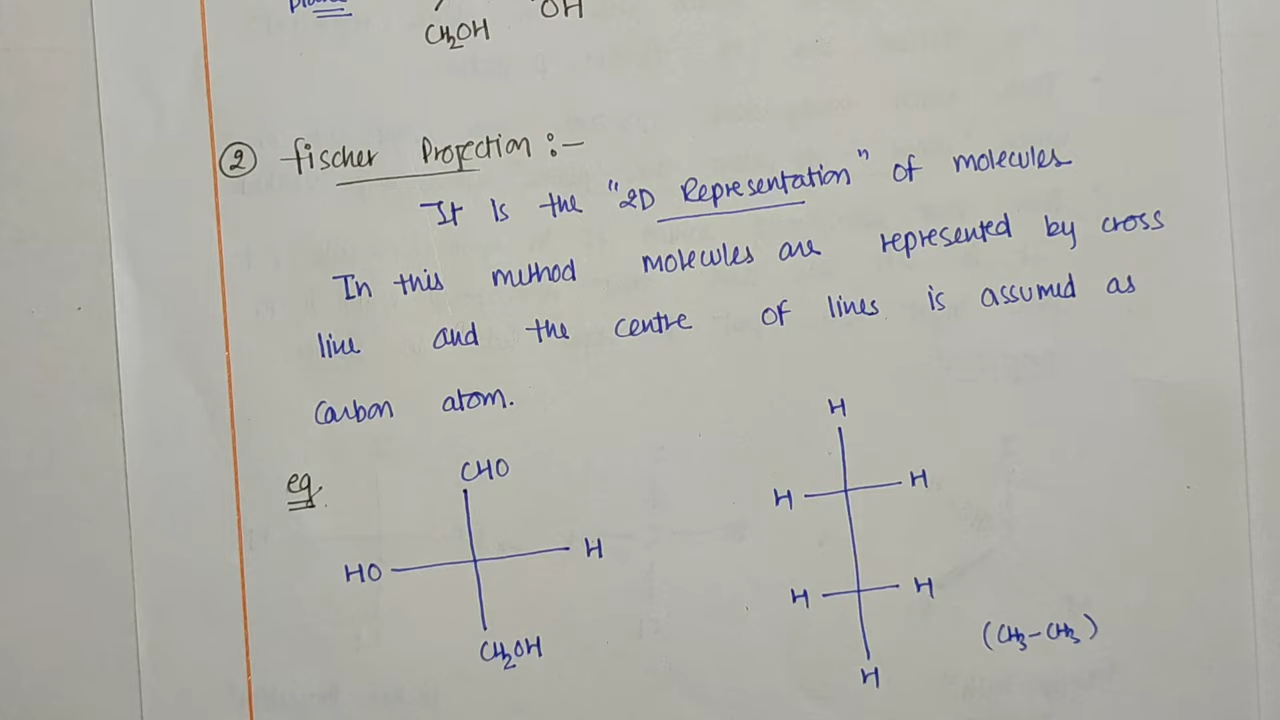 plane
CH2OH OH
② fischer Projection :-
It Is the "2D Representation" of molecules
In this method molecules are represented by cross
line and the centre of lines is assumed as
Carbon atom.
eg.
CHO
HO H
CH2OH
H
H H
H H
(CH3-CH3)
H